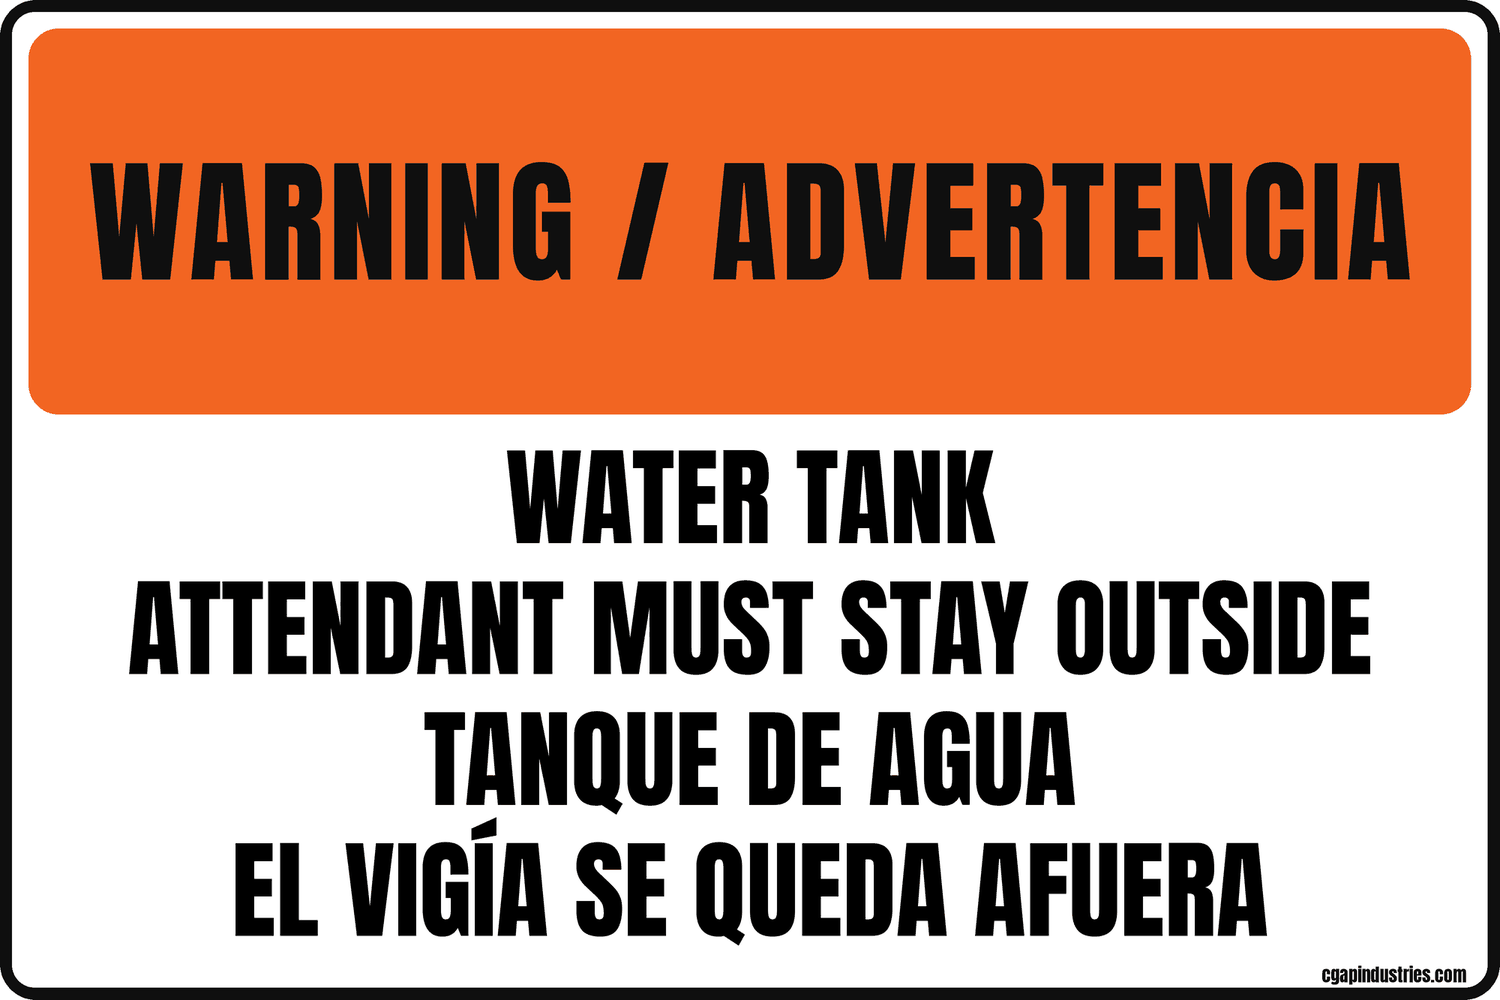 WARNING / ADVERTENCIA
WATER TANK
ATTENDANT MUST STAY OUTSIDE
TANQUE DE AGUA
EL VIGÍA SE QUEDA AFUERA
cgapindustries.com